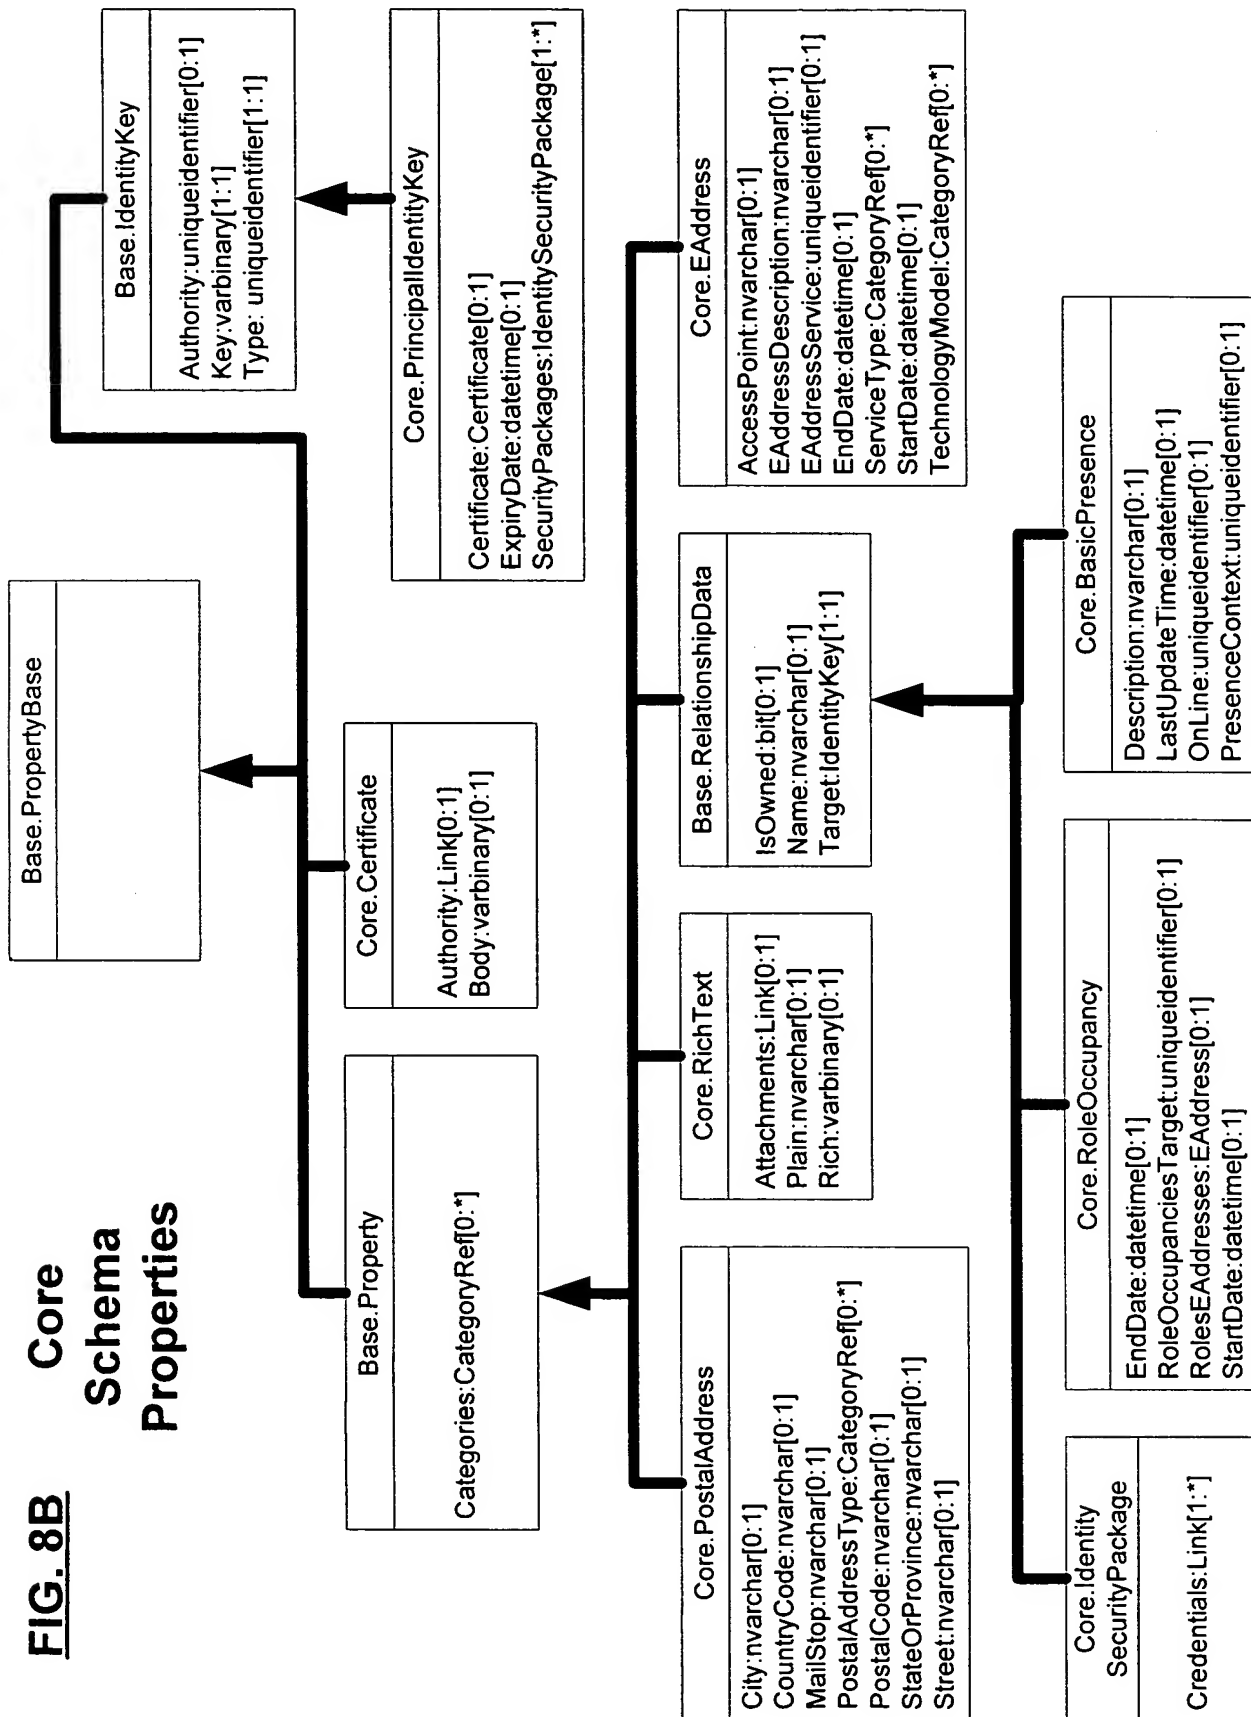 FIG. 8B
Core
Schema
Properties
Base.PropertyBase
Base.Property
Categories:CategoryRef[0:*]
Core.Certificate
Authority:Link[0:1]
Body:varbinary[0:1]
Base.IdentityKey
Authority:uniqueidentifier[0:1]
Key:varbinary[1:1]
Type: uniqueidentifier[1:1]
Core.PrincipalIdentityKey
Certificate:Certificate[0:1]
ExpiryDate:datetime[0:1]
SecurityPackages:IdentitySecurityPackage[1:*]
Core.PostalAddress
City:nvarchar[0:1]
CountryCode:nvarchar[0:1]
MailStop:nvarchar[0:1]
PostalAddressType:CategoryRef[0:*]
PostalCode:nvarchar[0:1]
StateOrProvince:nvarchar[0:1]
Street:nvarchar[0:1]
Core.RichText
Attachments:Link[0:1]
Plain:nvarchar[0:1]
Rich:varbinary[0:1]
Base.RelationshipData
IsOwned:bit[0:1]
Name:nvarchar[0:1]
Target:IdentityKey[1:1]
Core.EAddress
AccessPoint:nvarchar[0:1]
EAddressDescription:nvarchar[0:1]
EAddressService:uniqueidentifier[0:1]
EndDate:datetime[0:1]
ServiceType:CategoryRef[0:*]
StartDate:datetime[0:1]
TechnologyModel:CategoryRef[0:*]
Core.Identity
SecurityPackage
Credentials:Link[1:*]
Core.RoleOccupancy
EndDate:datetime[0:1]
RoleOccupanciesTarget:uniqueidentifier[0:1]
RolesEAddresses:EAddress[0:1]
StartDate:datetime[0:1]
Core.BasicPresence
Description:nvarchar[0:1]
LastUpdateTime:datetime[0:1]
OnLine:uniqueidentifier[0:1]
PresenceContext:uniqueidentifier[0:1]